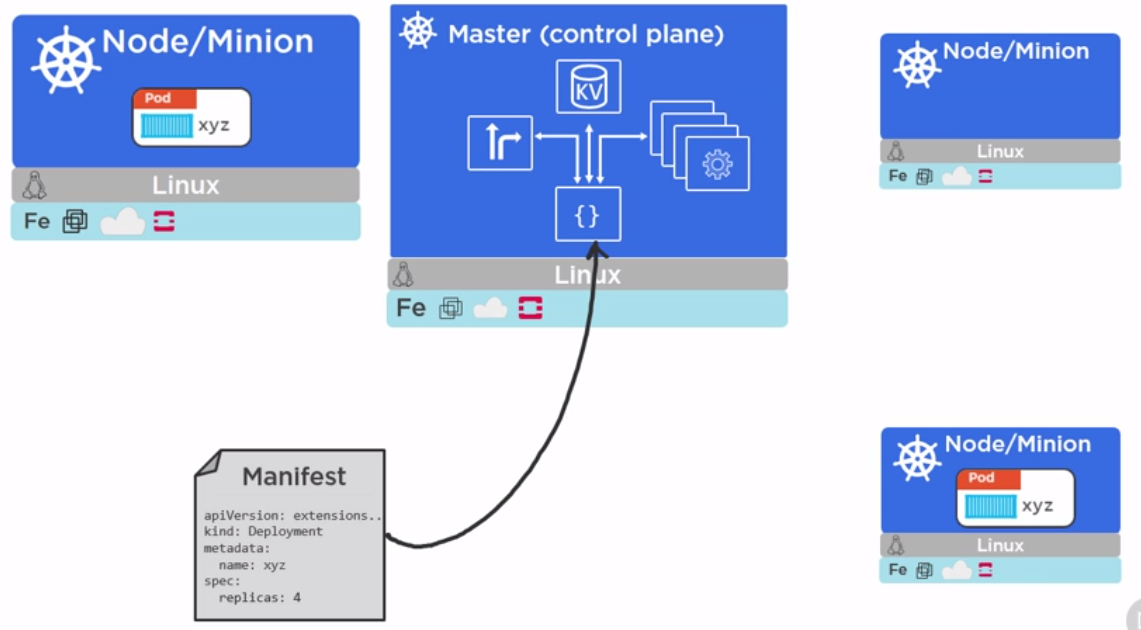 Node/Minion
Pod
xyz
Linux
Fe
Master (control plane)
KV
{}
Linux
Fe
Node/Minion
Linux
Fe
Manifest
apiVersion: extensions..
kind: Deployment
metadata:
name: xyz
spec:
replicas: 4
Node/Minion
Pod
xyz
Linux
Fe